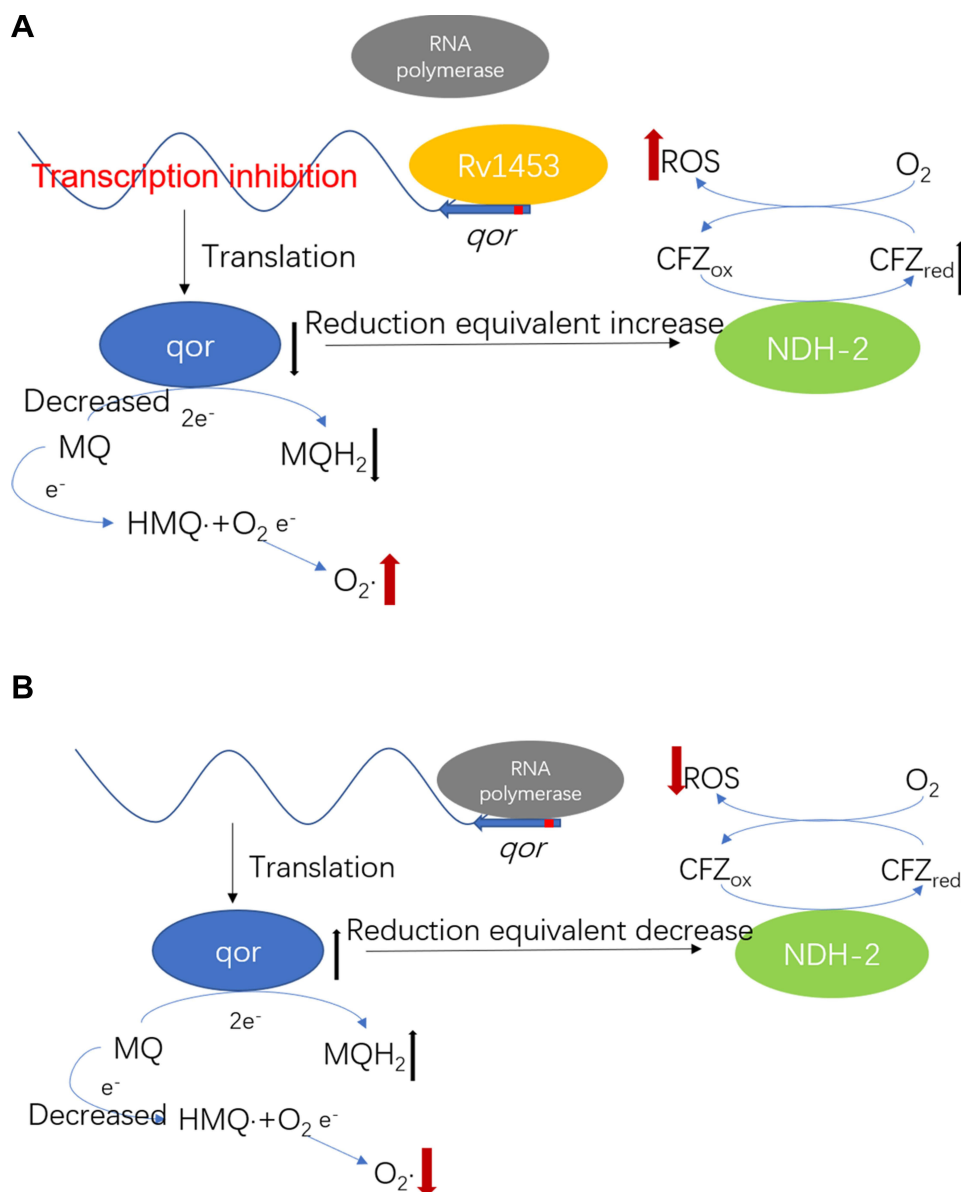 A
RNA
polymerase
Rv1453
Transcription inhibition
qor
ROS
O₂
CFZox
CFZred
Translation
qor
Reduction equivalent increase
NDH-2
Decreased
2e⁻
MQ
MQH₂
e⁻
HMQ·+O₂ e⁻
O₂·
B
RNA
polymerase
qor
ROS
O₂
CFZox
CFZred
Translation
qor
Reduction equivalent decrease
NDH-2
2e⁻
MQ
MQH₂
e⁻
Decreased
HMQ·+O₂ e⁻
O₂·